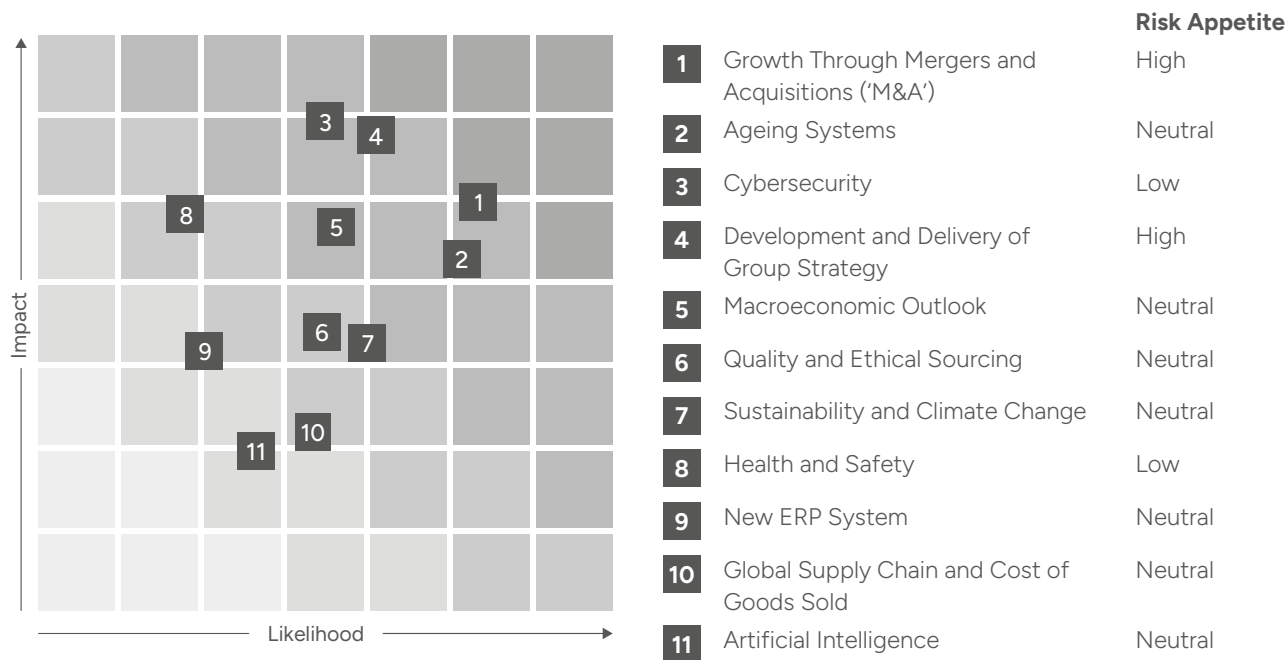 Risk Appetite
Impact
3
4
8
1
5
2
6
7
9
10
11
Likelihood
1 Growth Through Mergers and High
Acquisitions (‘M&A’)
2 Ageing Systems Neutral
3 Cybersecurity Low
4 Development and Delivery of High
Group Strategy
5 Macroeconomic Outlook Neutral
6 Quality and Ethical Sourcing Neutral
7 Sustainability and Climate Change Neutral
8 Health and Safety Low
9 New ERP System Neutral
10 Global Supply Chain and Cost of Neutral
Goods Sold
11 Artificial Intelligence Neutral